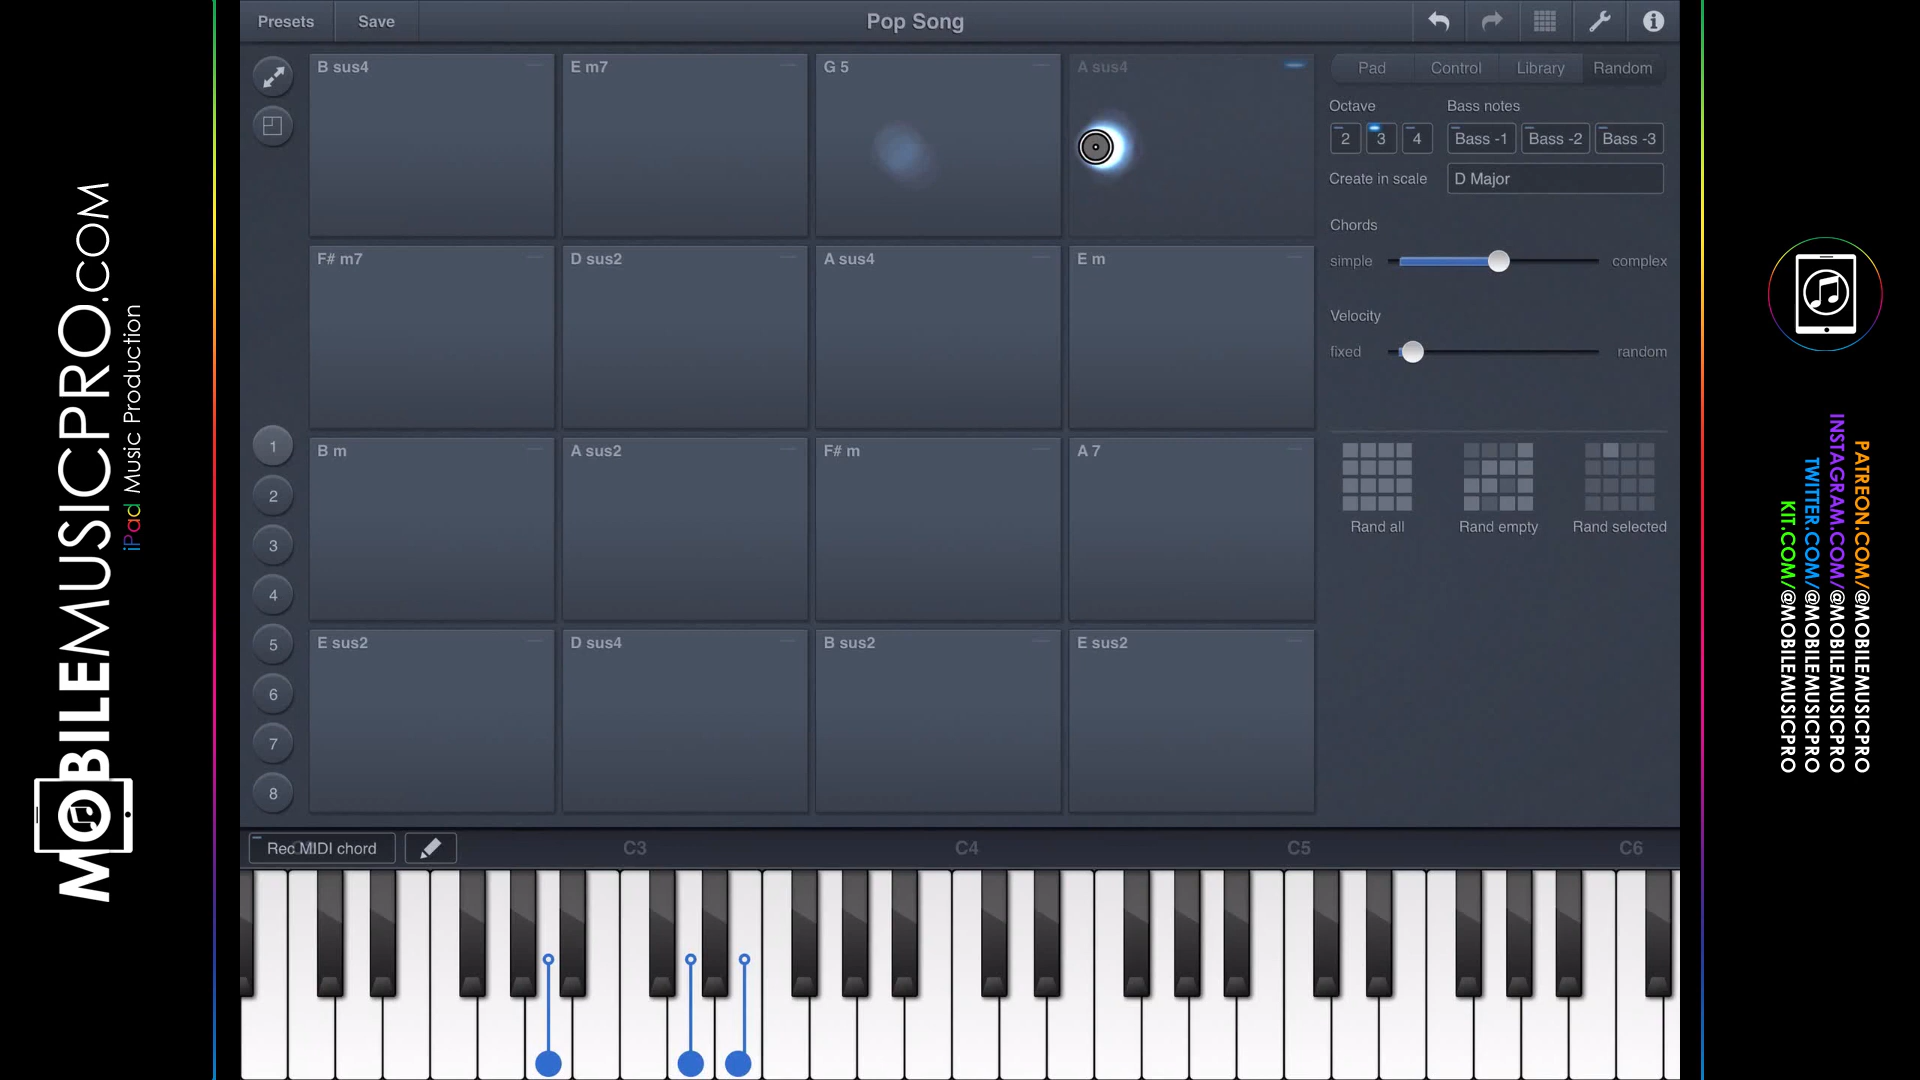 Presets
Save
Pop Song
B sus4
E m7
G 5
A sus4
F# m7
D sus2
A sus4
E m
B m
A sus2
F# m
A 7
E sus2
D sus4
B sus2
E sus2
1
2
3
4
5
6
7
8
Pad
Control
Library
Random
Octave
Bass notes
2
3
4
Bass -1
Bass -2
Bass -3
Create in scale
D Major
Chords
simple
complex
Velocity
fixed
random
Rand all
Rand empty
Rand selected
Rec MIDI chord
C3
C4
C5
C6
MOBILEMUSICPRO.COM
iPad Music Production
PATREON.COM/@MOBILEMUSICPRO
INSTAGRAM.COM/@MOBILEMUSICPRO
TWITTER.COM/@MOBILEMUSICPRO
KIT.COM/@MOBILEMUSICPRO